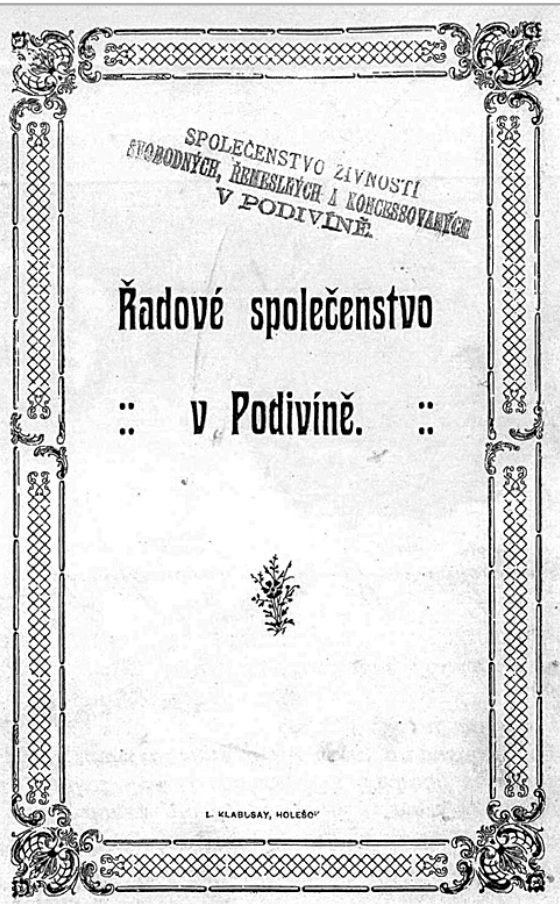 SPOLEČENSTVO ŽIVNOSTÍ
SVOBODNÝCH, ŘEMESLNÝCH A KONCESSOVANÝCH
V PODIVÍNĚ.
Řadové společenstvo
:: v Podivíně. ::
L. KLABUSAY, HOLEŠOV